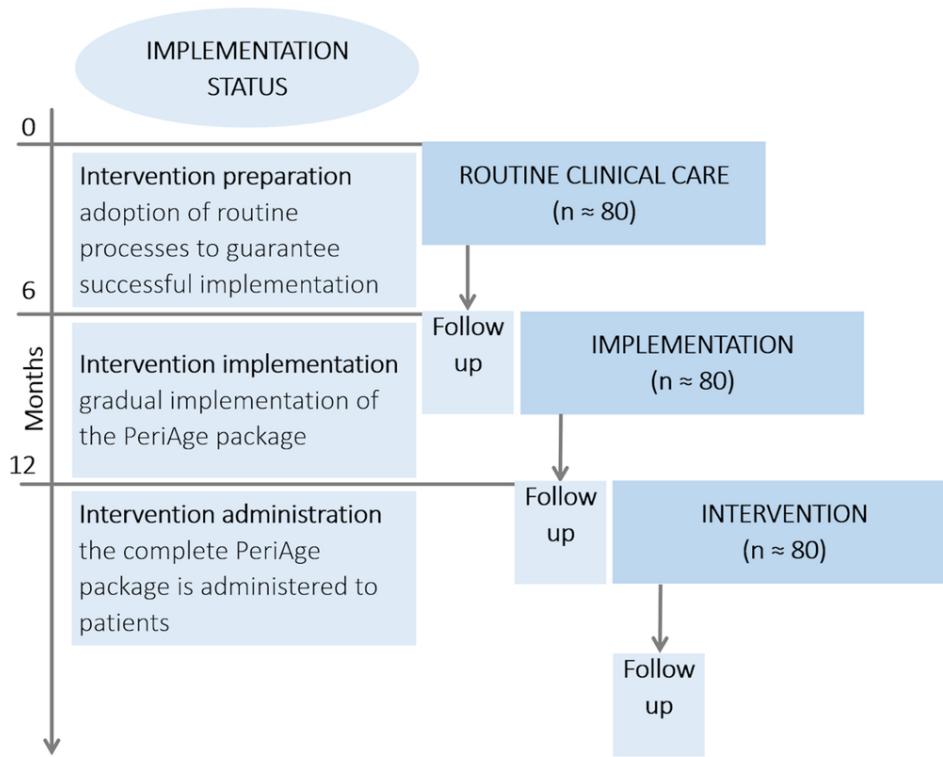 IMPLEMENTATION
STATUS
0
Intervention preparation
adoption of routine
processes to guarantee
successful implementation
ROUTINE CLINICAL CARE
(n ≈ 80)
6
Months
Intervention implementation
gradual implementation of
the PeriAge package
Follow
up
IMPLEMENTATION
(n ≈ 80)
12
Intervention administration
the complete PeriAge
package is administered to
patients
Follow
up
INTERVENTION
(n ≈ 80)
Follow
up